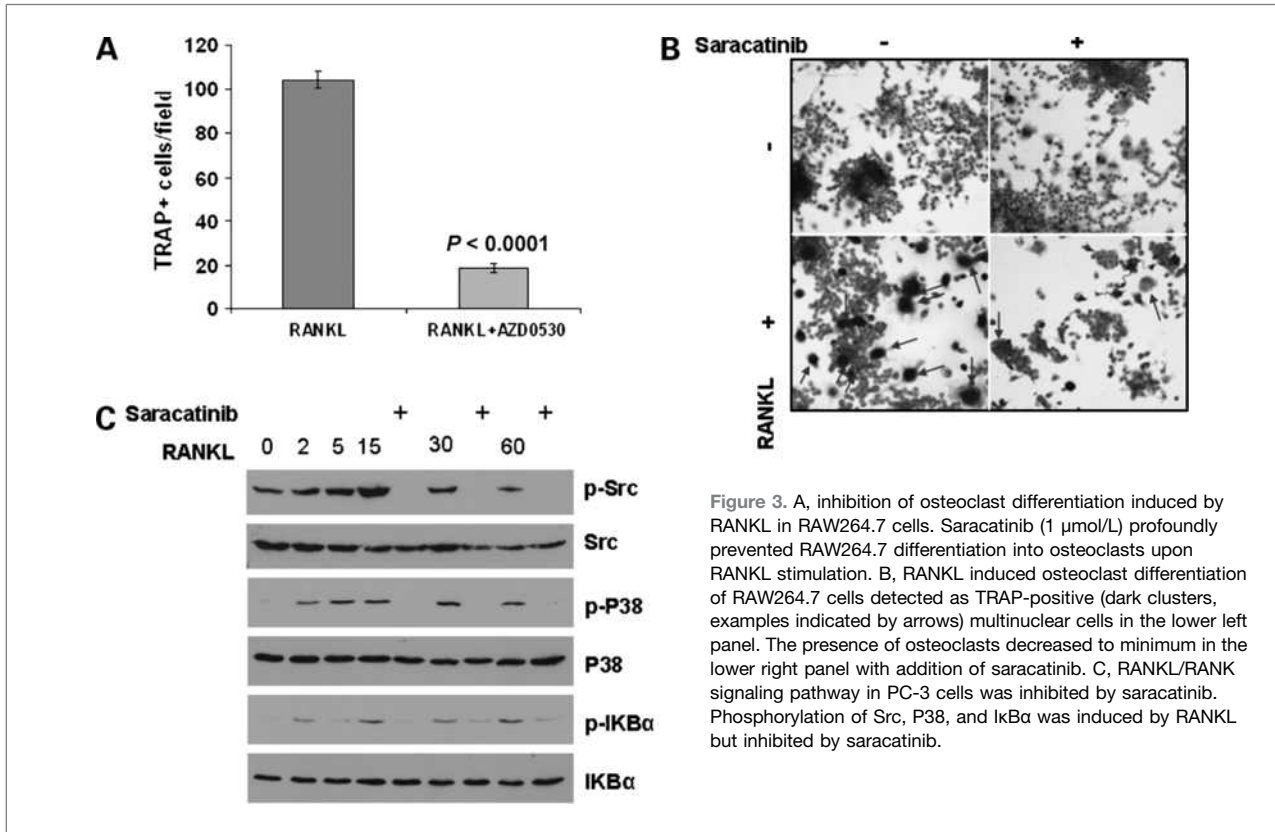 A
120
100
80
60
40
20
0
TRAP+ cells/field
P < 0.0001
RANKL
RANKL+AZD0530
B
Saracatinib - +
-
+
RANKL
C
Saracatinib + + +
RANKL 0 2 5 15 30 60
p-Src
Src
p-P38
P38
p-IKBα
IKBα
Figure 3. A, inhibition of osteoclast differentiation induced by
RANKL in RAW264.7 cells. Saracatinib (1 μmol/L) profoundly
prevented RAW264.7 differentiation into osteoclasts upon
RANKL stimulation. B, RANKL induced osteoclast differentiation
of RAW264.7 cells detected as TRAP-positive (dark clusters,
examples indicated by arrows) multinuclear cells in the lower left
panel. The presence of osteoclasts decreased to minimum in the
lower right panel with addition of saracatinib. C, RANKL/RANK
signaling pathway in PC-3 cells was inhibited by saracatinib.
Phosphorylation of Src, P38, and IκBα was induced by RANKL
but inhibited by saracatinib.